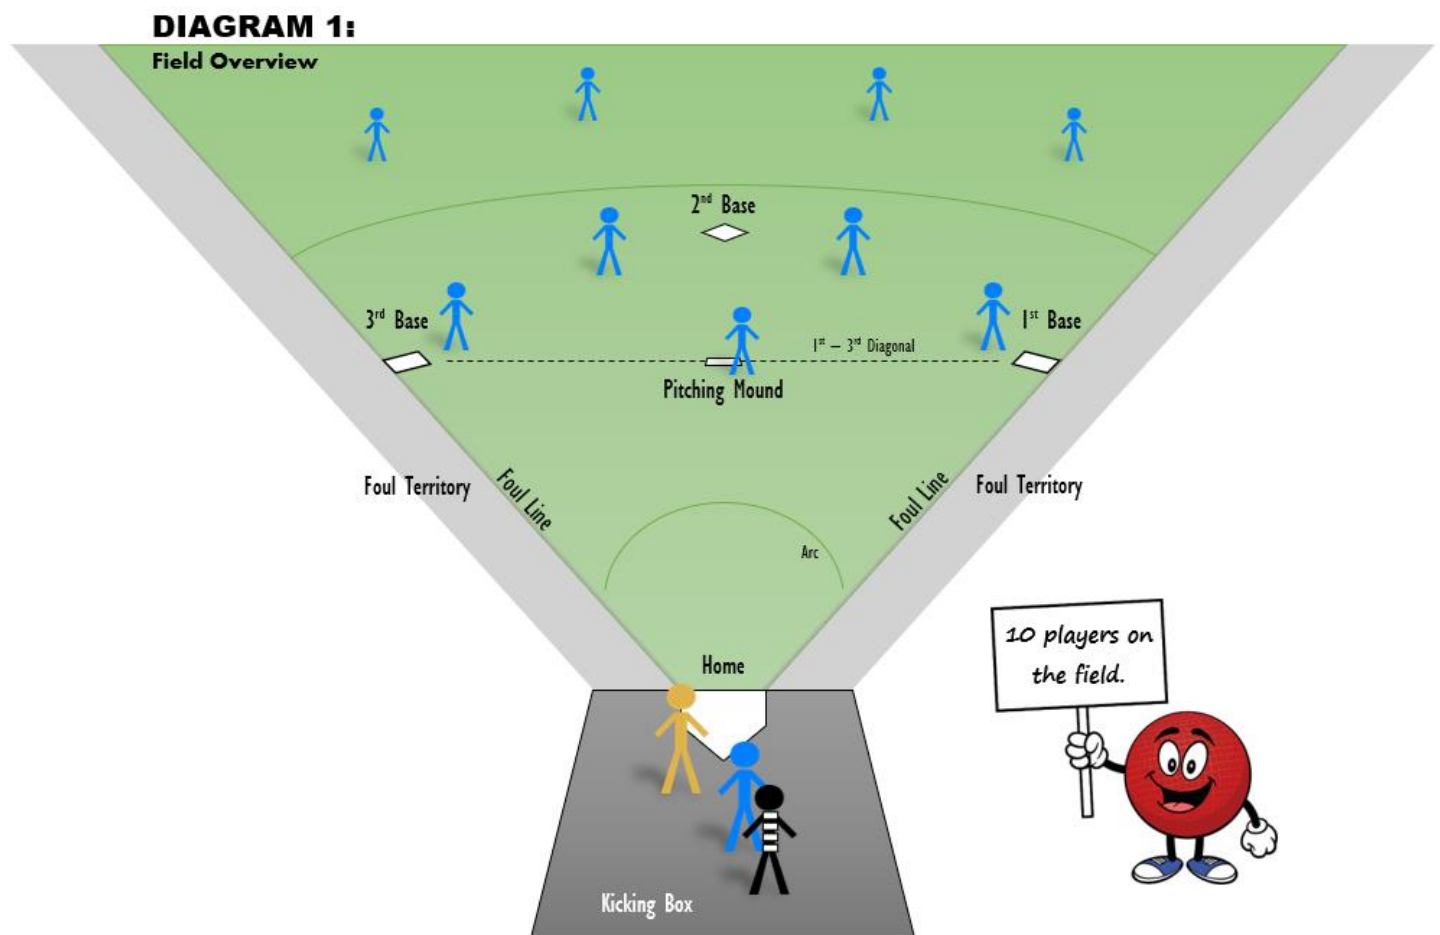 DIAGRAM 1:
Field Overview
2nd Base
3rd Base
1st Base
1st – 3rd Diagonal
Pitching Mound
Foul Territory
Foul Line
Foul Line
Foul Territory
Arc
10 players on
the field.
Home
Kicking Box